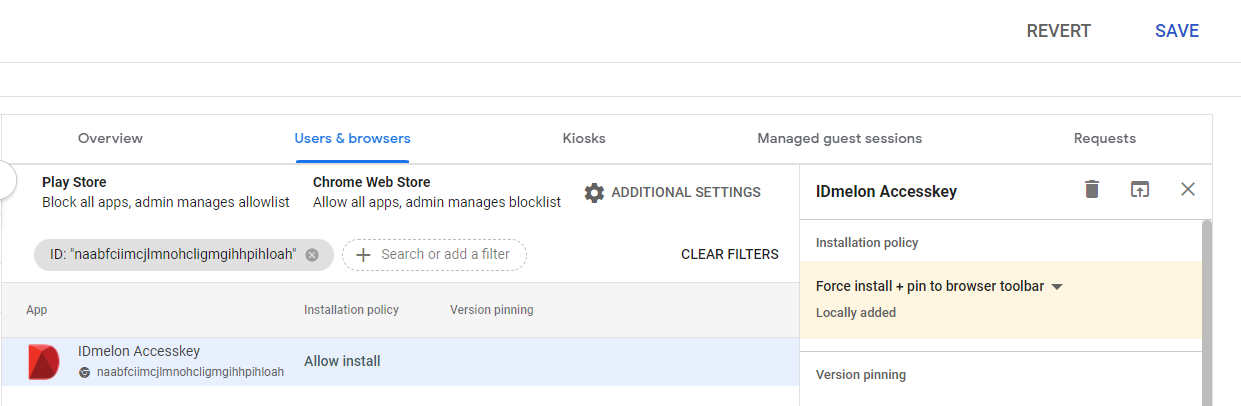 REVERT SAVE
Overview Users & browsers Kiosks Managed guest sessions Requests
Play Store
Block all apps, admin manages allowlist
Chrome Web Store
Allow all apps, admin manages blocklist
ADDITIONAL SETTINGS
ID: "naabfciimcjlmnohcligmgihhpihloah"
Search or add a filter
CLEAR FILTERS
App Installation policy Version pinning
IDmelon Accesskey
naabfciimcjlmnohcligmgihhpihloah
Allow install
IDmelon Accesskey
Installation policy
Force install + pin to browser toolbar
Locally added
Version pinning